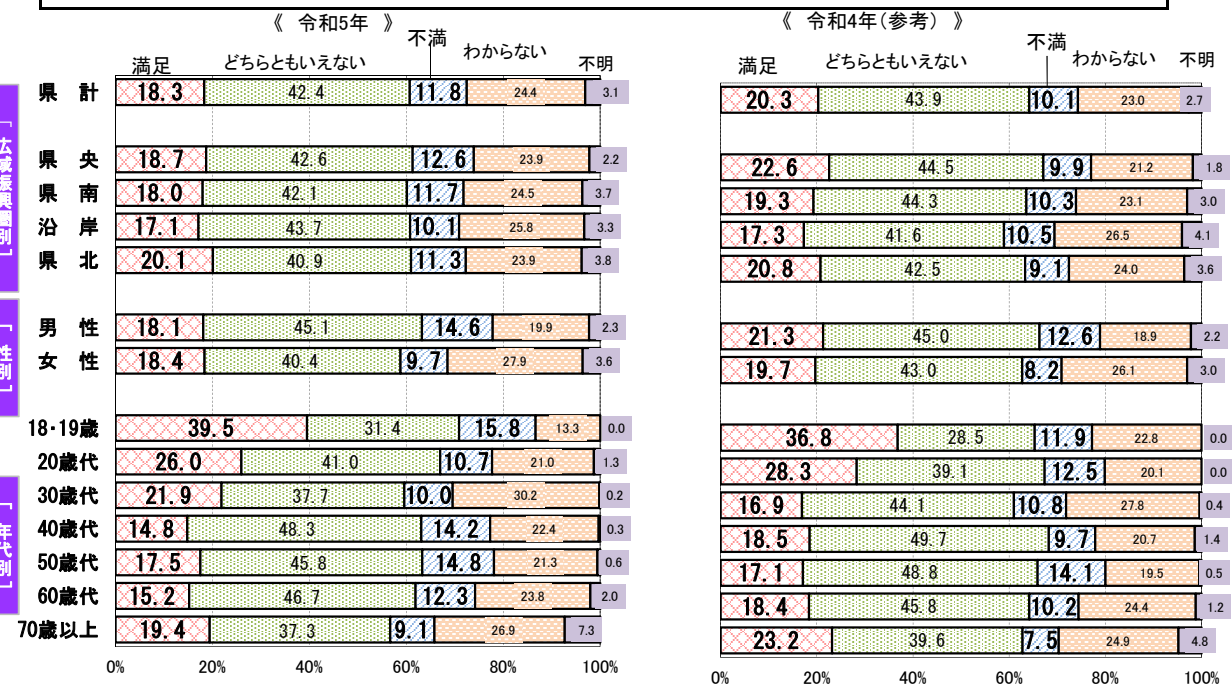 《 令和5年 》
満足 どちらともいえない 不満 わからない 不明
県 計 18.3 42.4 11.8 24.4 3.1
[広域振興圏別]
県 央 18.7 42.6 12.6 23.9 2.2
県 南 18.0 42.1 11.7 24.5 3.7
沿 岸 17.1 43.7 10.1 25.8 3.3
県 北 20.1 40.9 11.3 23.9 3.8
[性別]
男 性 18.1 45.1 14.6 19.9 2.3
女 性 18.4 40.4 9.7 27.9 3.6
[年代別]
18・19歳 39.5 31.4 15.8 13.3 0.0
20歳代 26.0 41.0 10.7 21.0 1.3
30歳代 21.9 37.7 10.0 30.2 0.2
40歳代 14.8 48.3 14.2 22.4 0.3
50歳代 17.5 45.8 14.8 21.3 0.6
60歳代 15.2 46.7 12.3 23.8 2.0
70歳以上 19.4 37.3 9.1 26.9 7.3
0% 20% 40% 60% 80% 100%
《 令和4年(参考) 》
満足 どちらともいえない 不満 わからない 不明
20.3 43.9 10.1 23.0 2.7
22.6 44.5 9.9 21.2 1.8
19.3 44.3 10.3 23.1 3.0
17.3 41.6 10.5 26.5 4.1
20.8 42.5 9.1 24.0 3.6
21.3 45.0 12.6 18.9 2.2
19.7 43.0 8.2 26.1 3.0
36.8 28.5 11.9 22.8 0.0
28.3 39.1 12.5 20.1 0.0
16.9 44.1 10.8 27.8 0.4
18.5 49.7 9.7 20.7 1.4
17.1 48.8 14.1 19.5 0.5
18.4 45.8 10.2 24.4 1.2
23.2 39.6 7.5 24.9 4.8
0% 20% 40% 60% 80% 100%